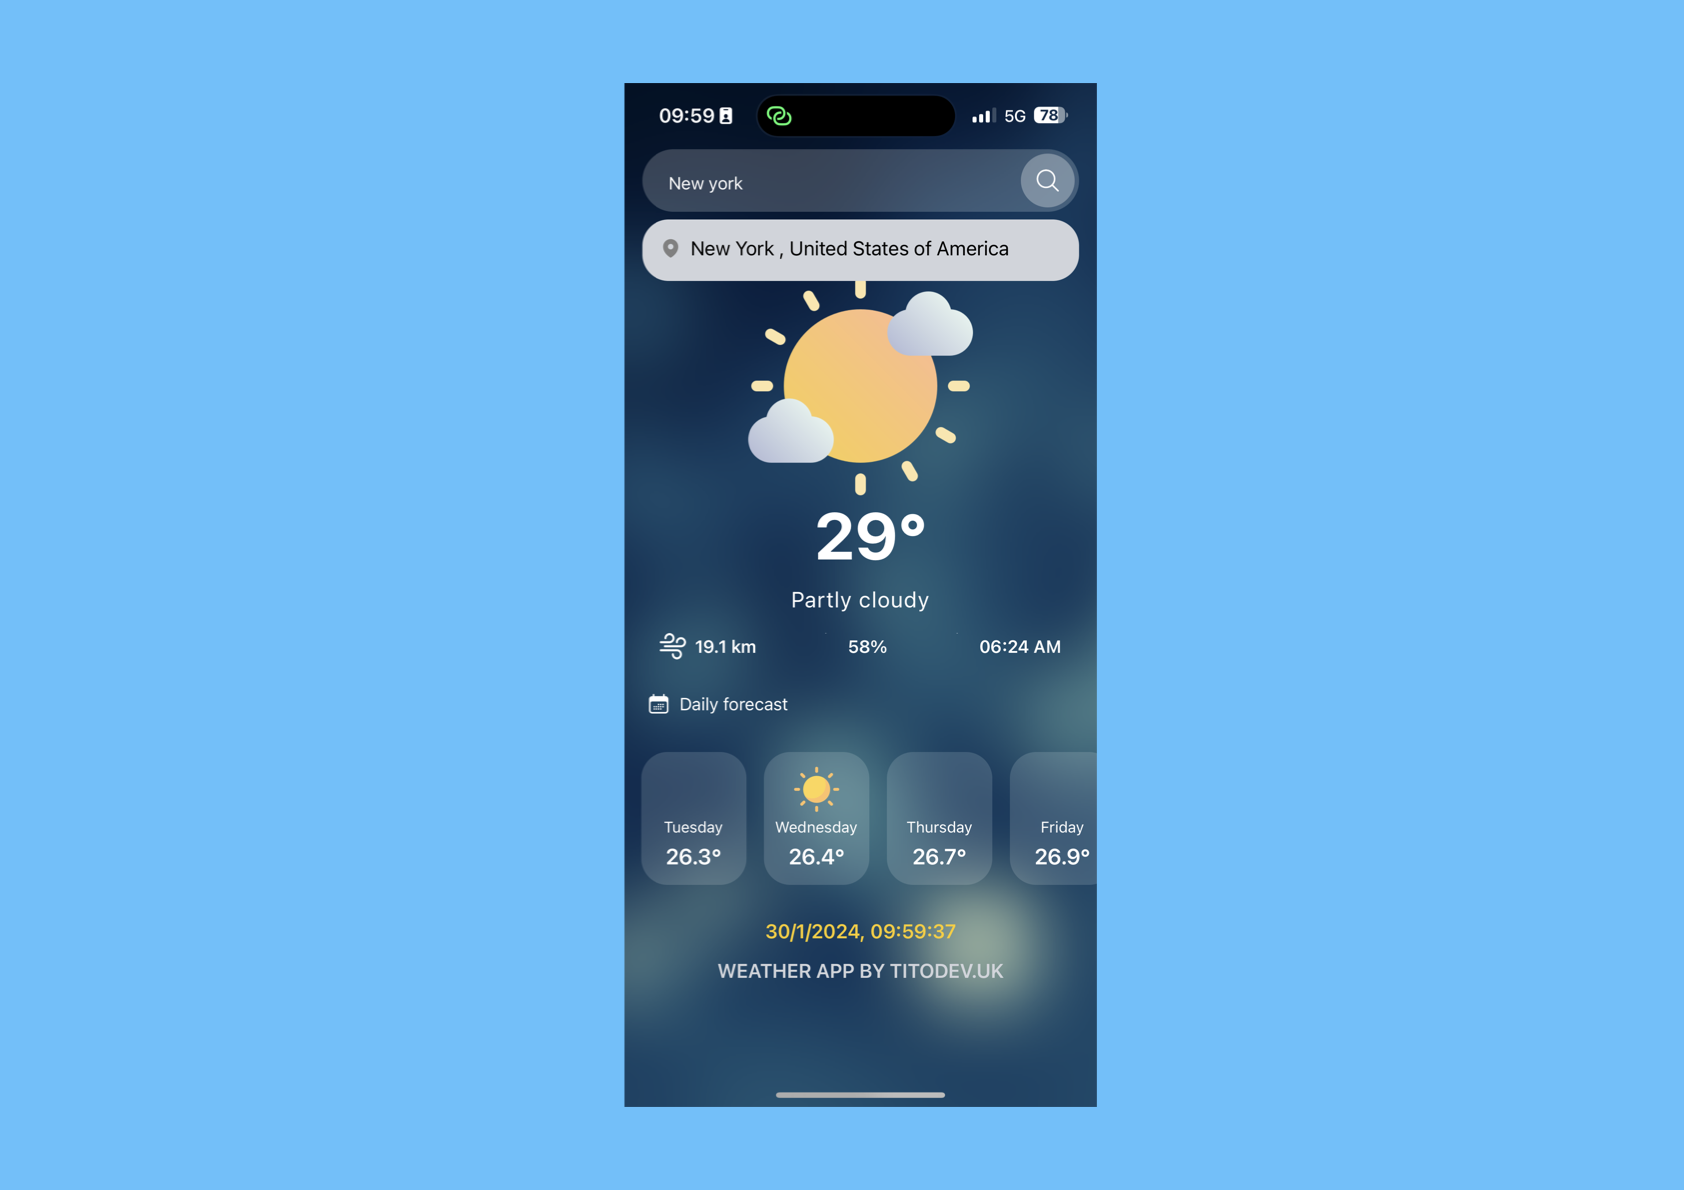 09:59
5G
78
New york
New York , United States of America
29°
Partly cloudy
19.1 km
58%
06:24 AM
Daily forecast
Tuesday
26.3°
Wednesday
26.4°
Thursday
26.7°
Friday
26.9°
30/1/2024, 09:59:37
WEATHER APP BY TITODEV.UK